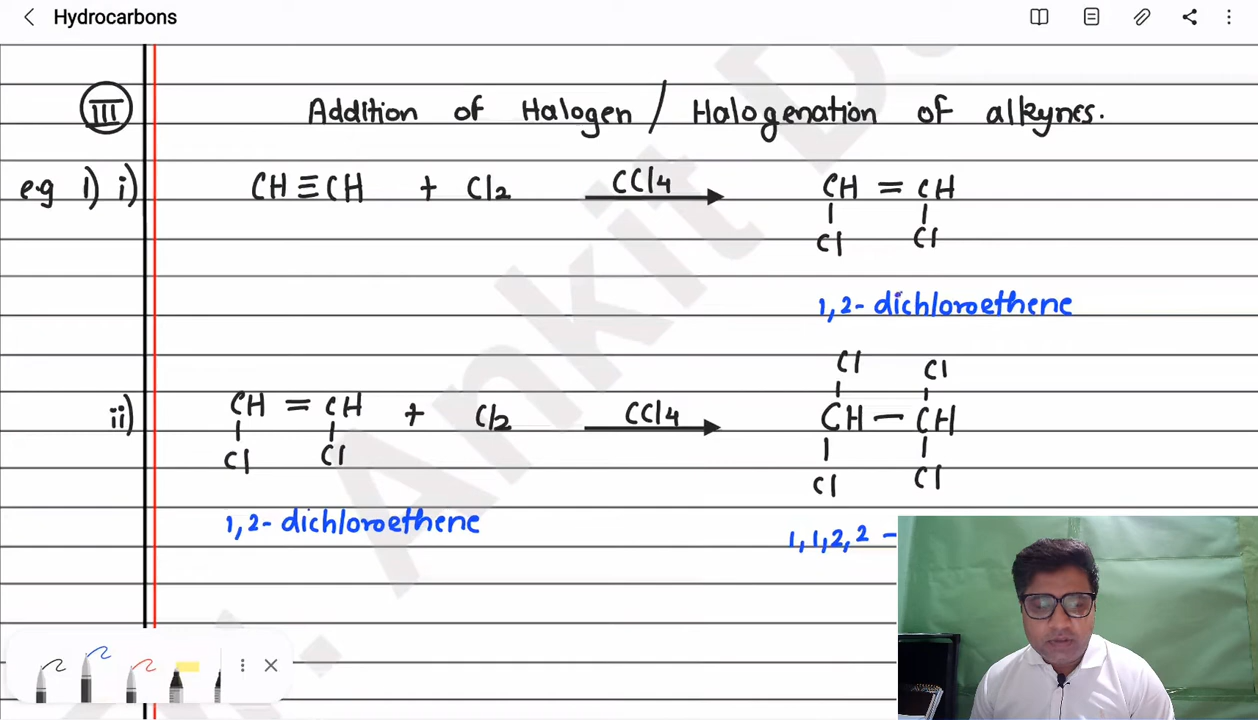 Hydrocarbons
III Addition of Halogen / Halogenation of alkynes.
e.g 1) i) CH≡CH + Cl2 CCl4 CH = CH
Cl Cl
1,2- dichloroethene
Cl Cl
ii) CH = CH + Cl2 CCl4 CH — CH
Cl Cl Cl Cl
1,2- dichloroethene 1,1,2,2 -
Ankit